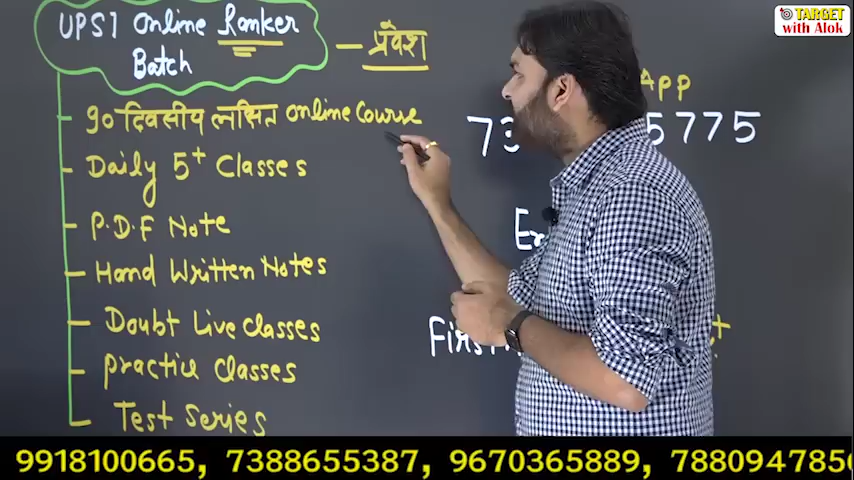 UPSI Online Ranker
Batch
– प्रवेश
90 दिवसीय लक्षित Online Course
Daily 5+ Classes
P.D.F Note
Hand Written Notes
Doubt Live Classes
Practice Classes
Test Series
App
5775
TARGET
with Alok
9918100665, 7388655387, 9670365889,